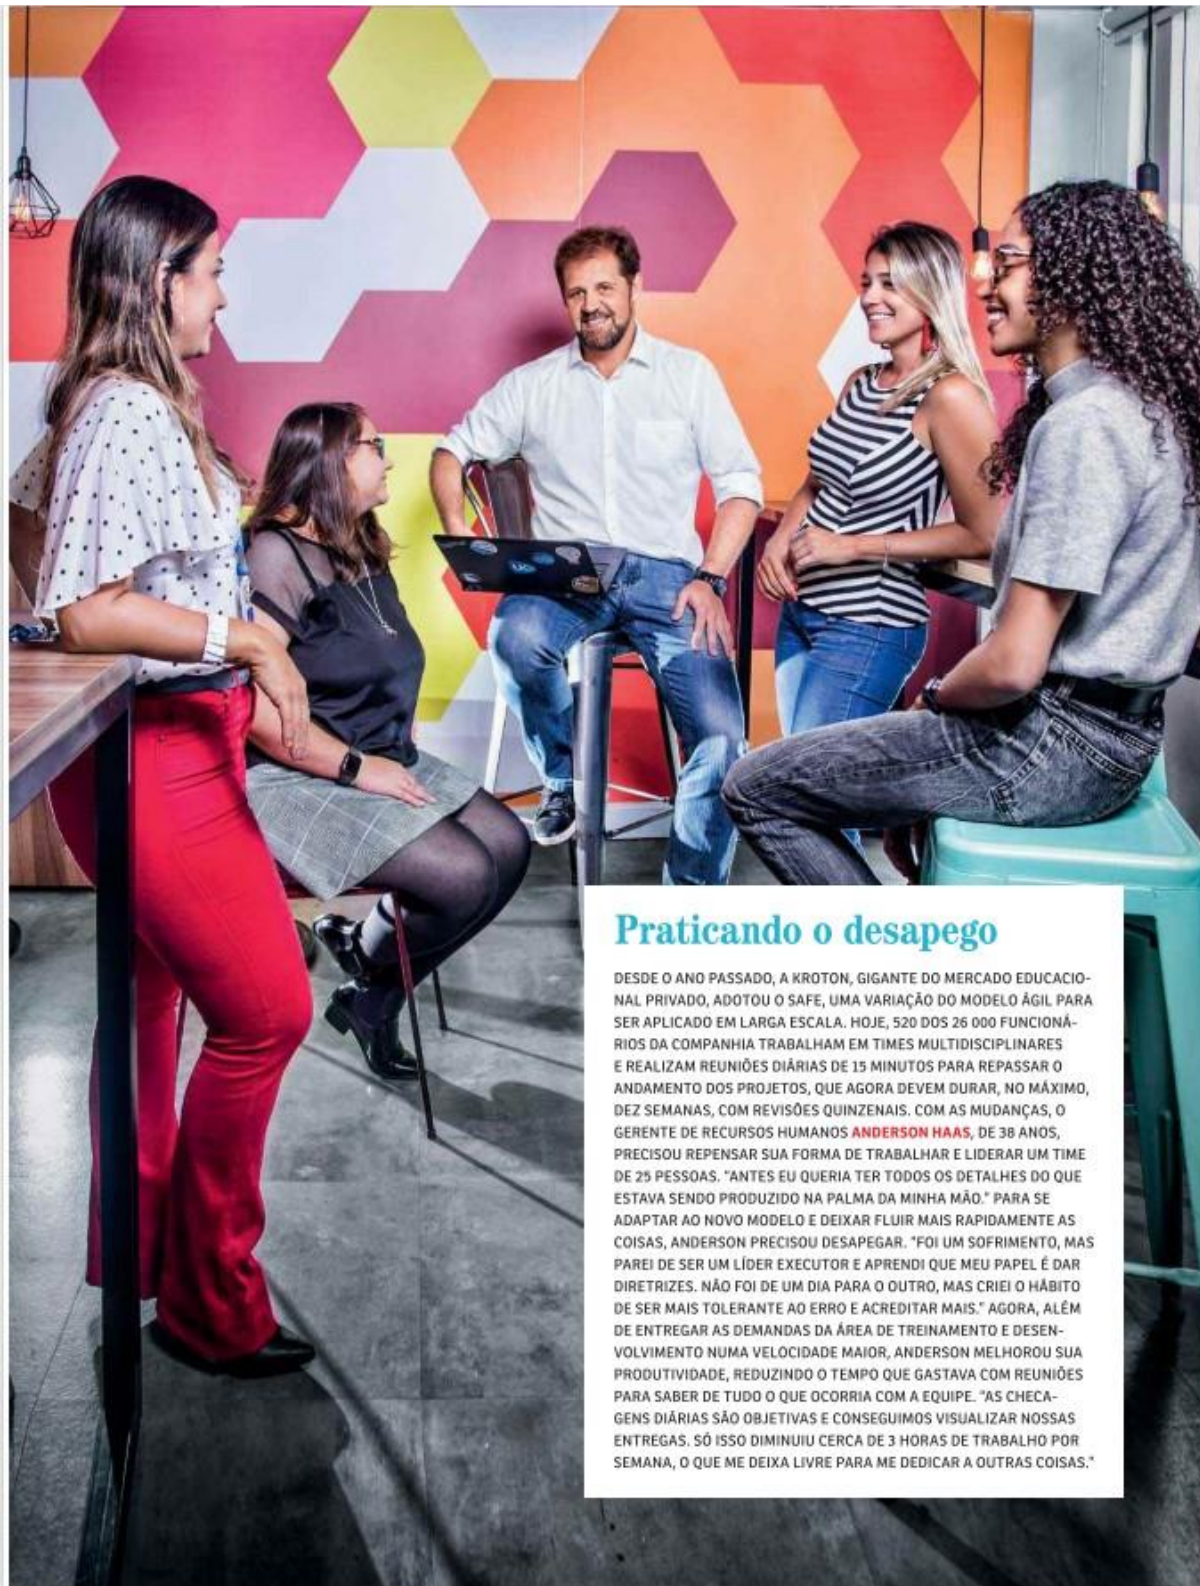 Praticando o desapego
DESDE O ANO PASSADO, A KROTON, GIGANTE DO MERCADO EDUCACIO-
NAL PRIVADO, ADOTOU O SAFE, UMA VARIAÇÃO DO MODELO ÁGIL PARA
SER APLICADO EM LARGA ESCALA. HOJE, 520 DOS 26 000 FUNCIONÁ-
RIOS DA COMPANHIA TRABALHAM EM TIMES MULTIDISCIPLINARES
E REALIZAM REUNIÕES DIÁRIAS DE 15 MINUTOS PARA REPASSAR O
ANDAMENTO DOS PROJETOS, QUE AGORA DEVEM DURAR, NO MÁXIMO,
DEZ SEMANAS, COM REVISÕES QUINZENAIS. COM AS MUDANÇAS, O
GERENTE DE RECURSOS HUMANOS ANDERSON HAAS, DE 38 ANOS,
PRECISOU REPENSAR SUA FORMA DE TRABALHAR E LIDERAR UM TIME
DE 25 PESSOAS. "ANTES EU QUERIA TER TODOS OS DETALHES DO QUE
ESTAVA SENDO PRODUZIDO NA PALMA DA MINHA MÃO." PARA SE
ADAPTAR AO NOVO MODELO E DEIXAR FLUIR MAIS RAPIDAMENTE AS
COISAS, ANDERSON PRECISOU DESAPEGAR. "FOI UM SOFRIMENTO, MAS
PAREI DE SER UM LÍDER EXECUTOR E APRENDI QUE MEU PAPEL É DAR
DIRETRIZES. NÃO FOI DE UM DIA PARA O OUTRO, MAS CRIEI O HÁBITO
DE SER MAIS TOLERANTE AO ERRO E ACREDITAR MAIS." AGORA, ALÉM
DE ENTREGAR AS DEMANDAS DA ÁREA DE TREINAMENTO E DESEN-
VOLVIMENTO NUMA VELOCIDADE MAIOR, ANDERSON MELHOROU SUA
PRODUTIVIDADE, REDUZINDO O TEMPO QUE GASTAVA COM REUNIÕES
PARA SABER DE TUDO O QUE OCORRIA COM A EQUIPE. "AS CHECA-
GENS DIÁRIAS SÃO OBJETIVAS E CONSEGUIMOS VISUALIZAR NOSSAS
ENTREGAS. SÓ ISSO DIMINUIU CERCA DE 3 HORAS DE TRABALHO POR
SEMANA, O QUE ME DEIXA LIVRE PARA ME DEDICAR A OUTRAS COISAS."